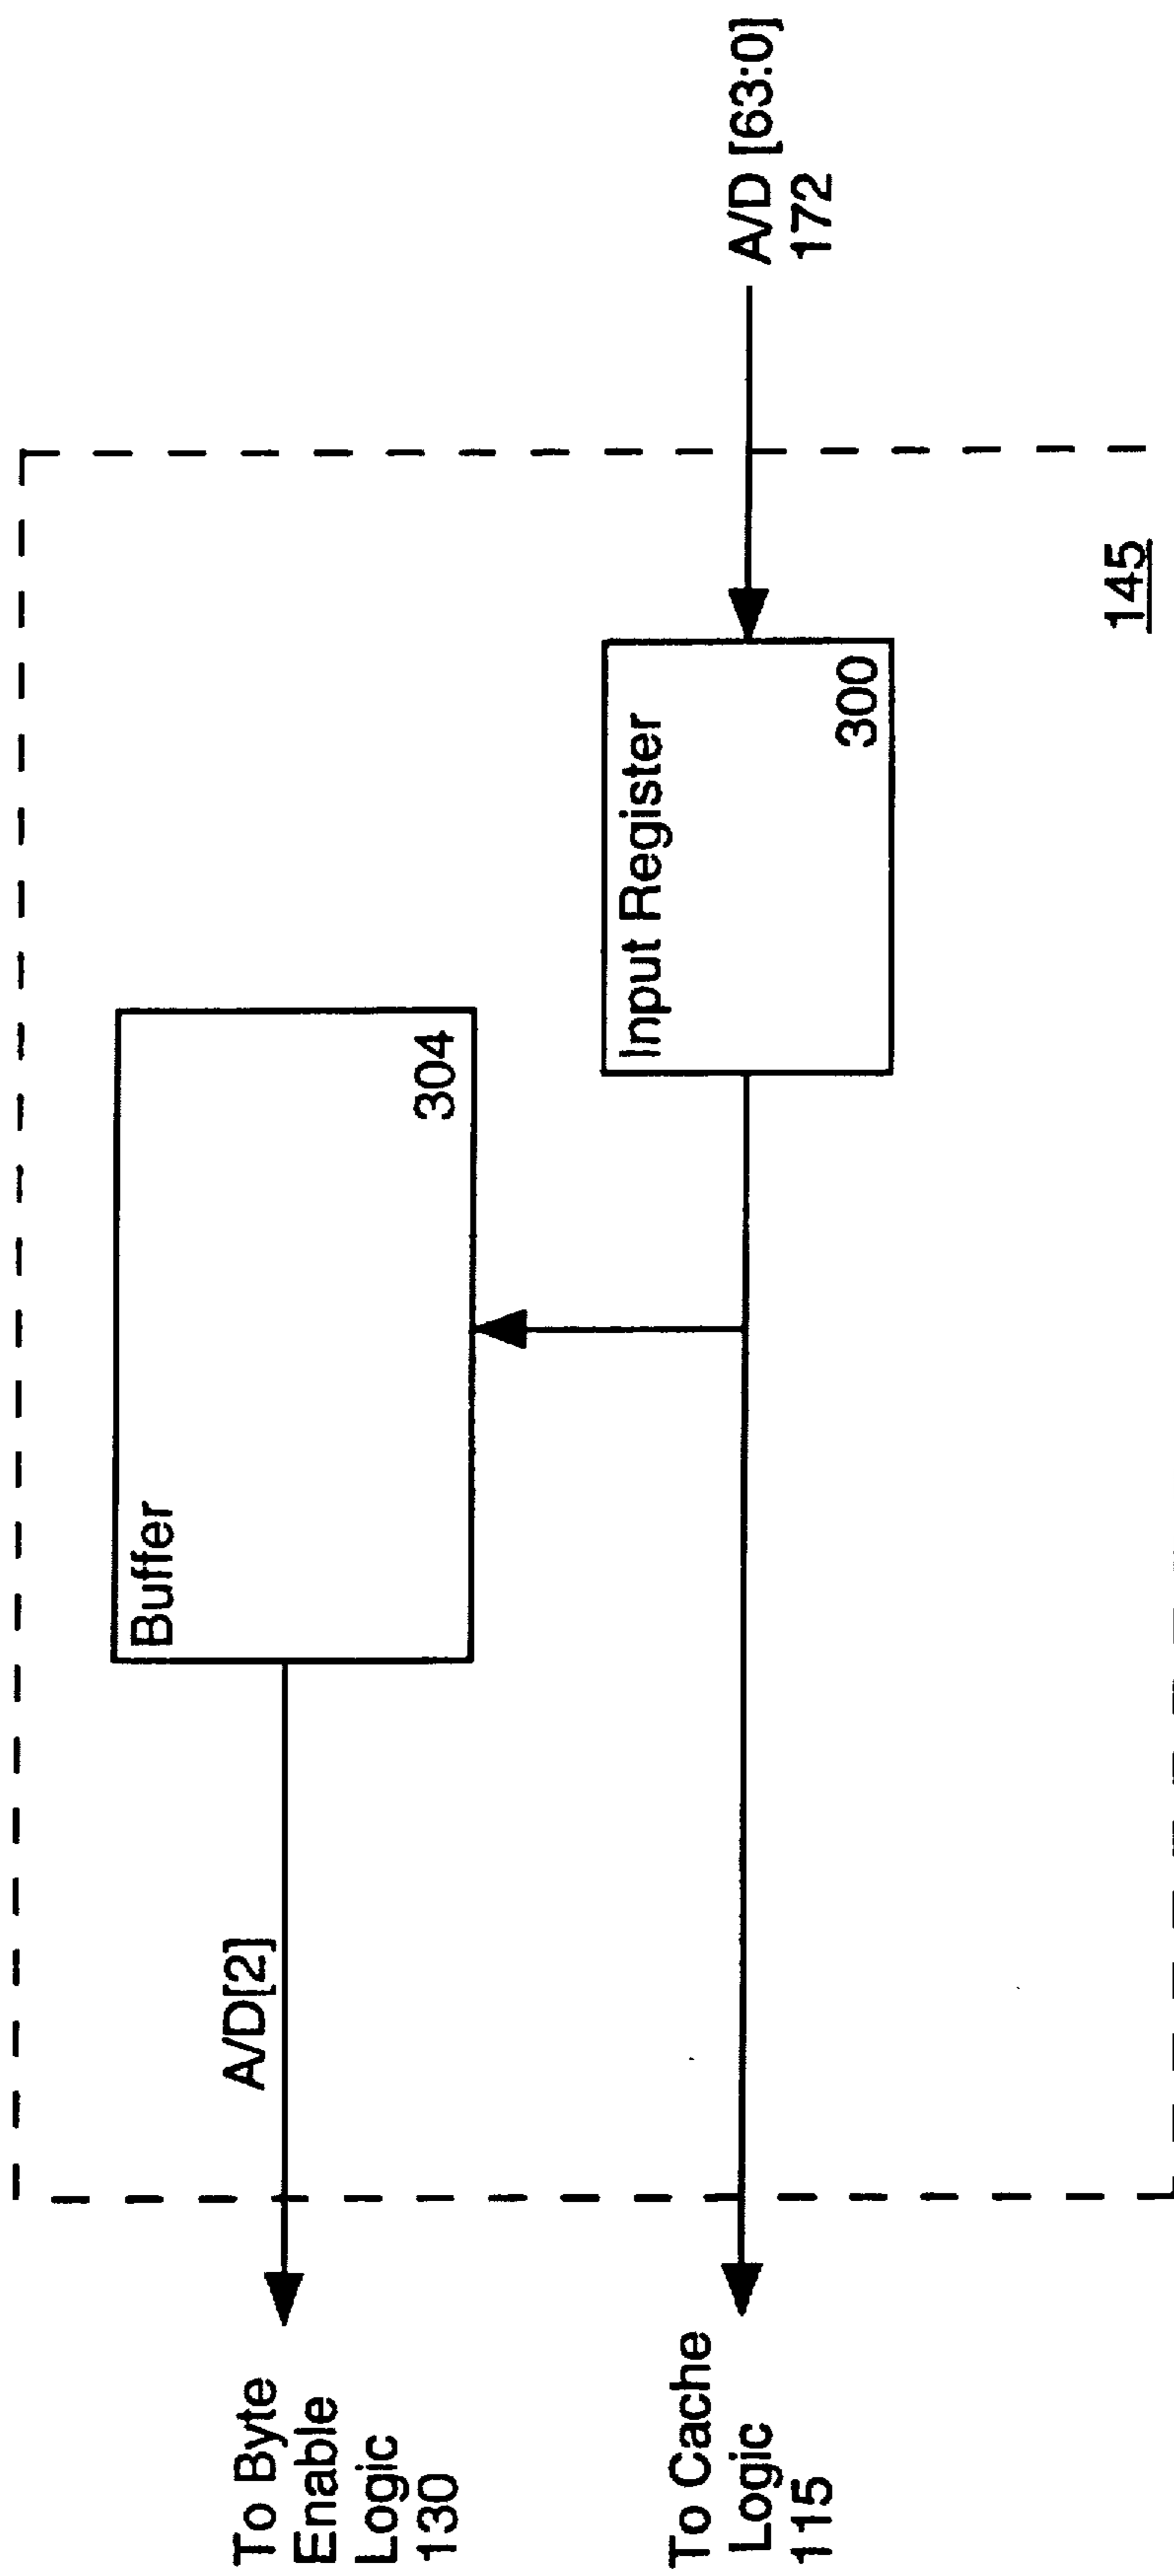 To Byte
Enable
Logic
130
A/D[2]
Buffer
304
To Cache
Logic
115
Input Register
300
A/D [63:0]
172
145